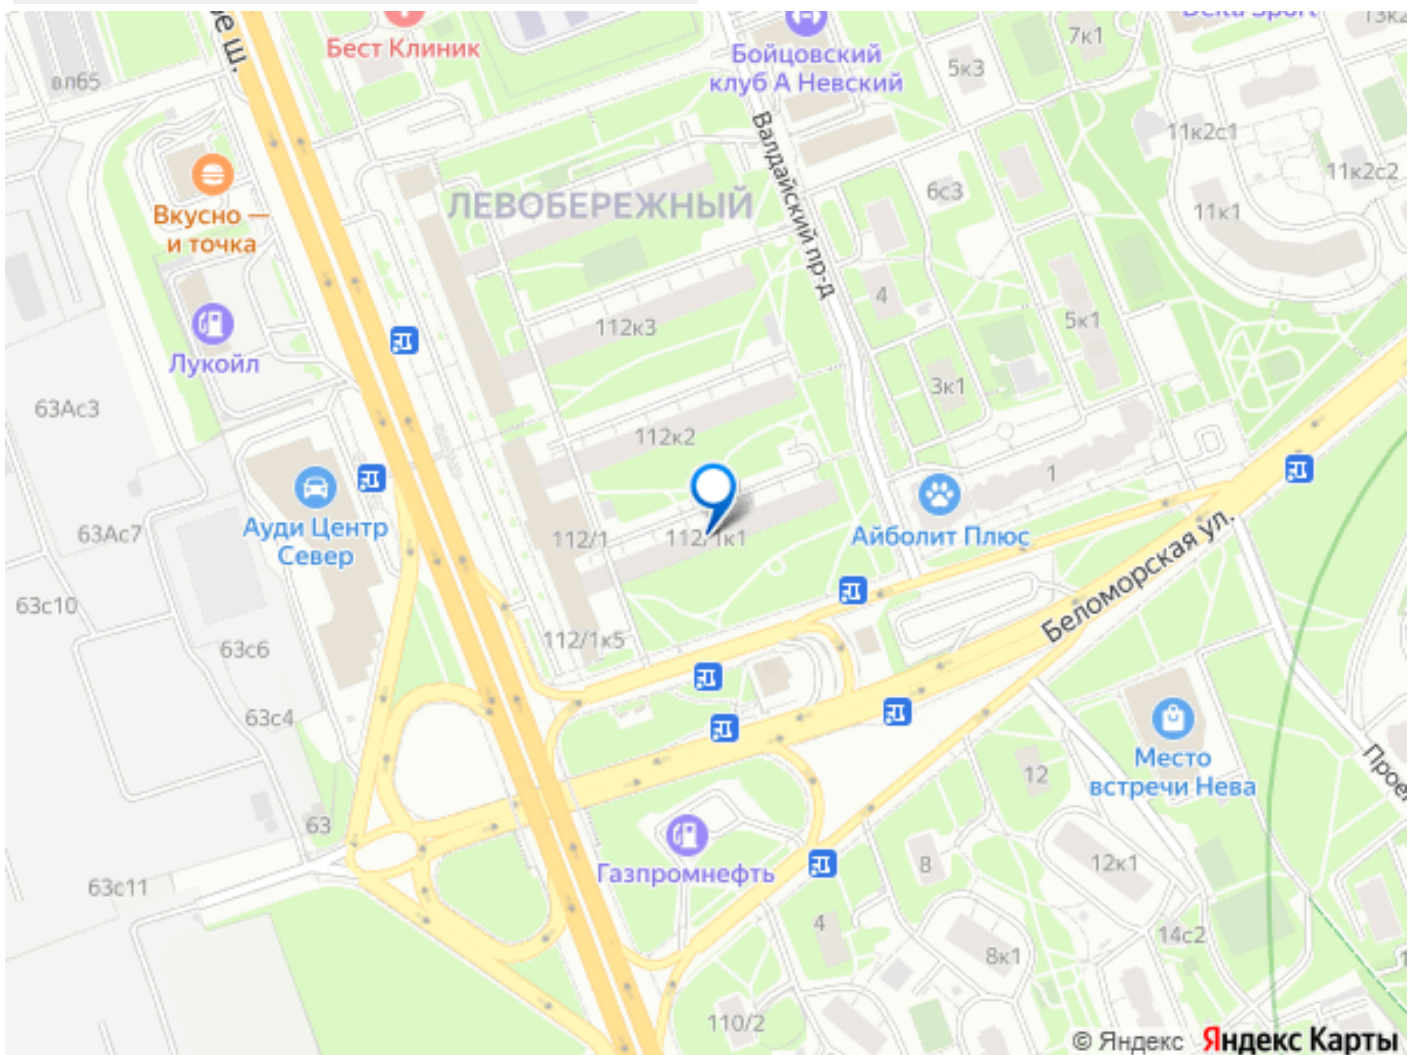 Бест Клиник
Бойцовский
клуб А Невский
Delta Sport
13к2
7к1
5к3
вл65
Валдайский пр-д
11к2с1
11к2с2
6с3
11к1
Вкусно —
и точка
ЛЕВОБЕРЕЖНЫЙ
4
5к1
112к3
Лукойл
3к1
63Ас3
112к2
1
Ауди Центр
Север
63Ас7
112/1
112/1к1
Айболит Плюс
Беломорская ул.
63с10
63с6
112/1к5
63с4
Место
встречи Нева
12
63
Газпромнефть
8
12к1
63с11
4
8к1
14с2
110/2
© Яндекс Яндекс Карты